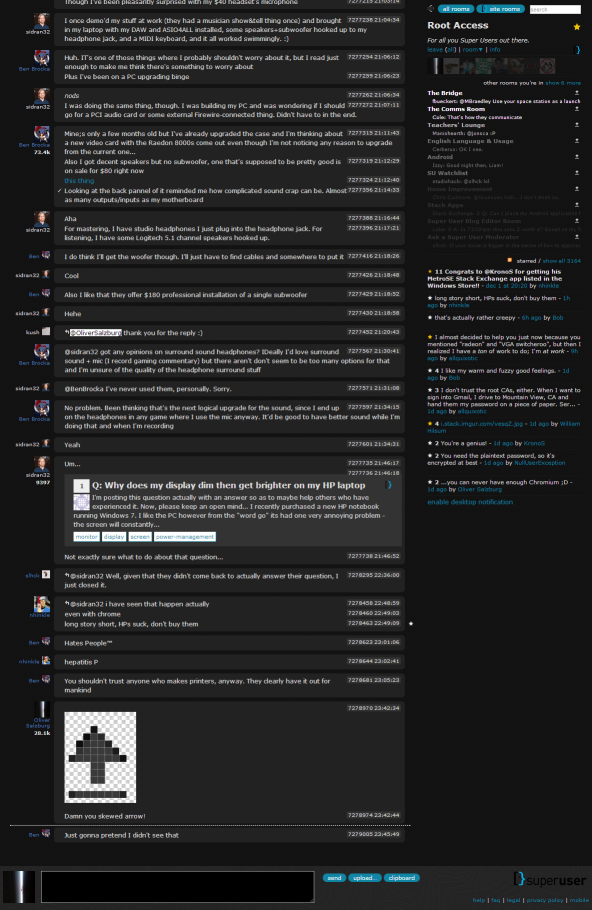 Though I've been pleasantly surprised with my $40 headset's microphone
7277215 21:03:14
sidran32
I once demo'd my stuff at work (they had a musician show&tell thing once) and brought
7277238 21:04:34
in my laptop with my DAW and ASIO4ALL installed, some speakers+subwoofer hooked up to my
headphone jack, and a MIDI keyboard, and it all worked swimmingly. :)
Ben Brocka
Huh. IT's one of those things where I probably shouldn't worry about it, but I read just
7277294 21:06:12
enough to make me think there's something to worry about
Plus I've been on a PC upgrading binge
7277299 21:06:23
sidran32
nods
7277262 21:06:34
I was doing the same thing, though. I was building my PC and was wondering if I should
7277272 21:07:11
go for a PCI audio card or some external Firewire-connected thing. Didn't have to in the end.
Ben Brocka
72.4k
Mine;s only a few months old but I've already upgraded the case and I'm thinking about
7277315 21:11:43
a new video card with the Raedon 8000s come out even though I'm not noticing any reason to upgrade
from the current one...
Also I got decent speakers but no subwoofer, one that's supposed to be pretty good is
7277319 21:12:29
on sale for $80 right now
this thing
7277324 21:12:40
✓ Looking at the back pannel of it reminded me how complicated sound crap can be. Almost
7277396 21:14:33
as many outputs/inputs as my motherboard
sidran32
Aha
7277388 21:16:44
For mastering, I have studio headphones I just plug into the headphone jack. For
7277396 21:17:21
listening, I have some Logitech 5.1 channel speakers hooked up.
Ben
I do think I'll get the woofer though. I'll just have to find cables and somewhere to put it
7277416 21:18:26
sidran32
Cool
7277426 21:18:48
Ben
Also I like that they offer $180 professional installation of a single subwoofer
7277429 21:18:52
sidran32
Hehe
7277430 21:18:58
kush
@OliverSalzburg thank you for the reply :)
7277452 21:20:43
Ben Brocka
@sidran32 got any opinions on surround sound headphones? IDeally I'd love surround
7277567 21:30:41
sound + mic (I record gaming commentary) but there aren't don't seem to be too many options for that
and I'm unsure of the quality of the headphone surround stuff
sidran32
@BenBrocka I've never used them, personally. Sorry.
7277571 21:31:08
Ben Brocka
No problem. Been thinking that's the next logical upgrade for the sound, since I end up
7277597 21:34:15
on the headphones in any game where I use the mic anyway. It'd be good to have better sound while I'm
doing that and when I'm recording
sidran32
Yeah
7277601 21:34:31
sidran32
9397
Um...
7277735 21:46:17
7277736 21:46:18
1
Q: Why does my display dim then get brighter on my HP laptop
I'm posting this question actually with an answer so as to maybe help others who have
experienced it. Now, please keep an open mind... I recently purchased a new HP notebook
running Windows 7. I like the PC however from the "word go" its had one very annoying problem -
the screen will constantly...
monitor display screen power-management
Not exactly sure what to do about that question...
7277738 21:46:52
slhck
@sidran32 Well, given that they didn't come back to actually answer their question, I
7278295 22:36:00
just closed it.
nhinkle
@sidran32 i have seen that happen actually
7278458 22:48:59
even with chrome
7278460 22:49:03
long story short, HPs suck, don't buy them
7278463 22:49:09
Ben
Hates People™
7278623 23:01:06
nhinkle
hepatitis P
7278644 23:02:41
Ben
You shouldn't trust anyone who makes printers, anyway. They clearly have it out for
7278681 23:05:23
mankind
Oliver
Salzburg
28.1k
7278970 23:42:34
Damn you skewed arrow!
7278974 23:42:44
Ben
Just gonna pretend I didn't see that
7279005 23:45:49
send upload... clipboard
all rooms site rooms search
Root Access
For all you Super Users out there.
leave (all) | room▼ | info
other rooms you're in show 6 more
The Bridge
fbueckert: @MBradley Use your space station as a launch
The Comms Room
Cole: That's how they communicate
Teachers' Lounge
Manishearth: @Jonsca JP
English Language & Usage
Cerberus: OK I see.
Android
Izzy: Good night then, Liam!
SU Watchlist
studiohack: @slhck lol
Home Improvement
Stack Apps
Super User Blog Editor Room
Ask a Super User Moderator
starred / show all 3164
★ 11 Congrats to @KronoS for getting his
MetroSE Stack Exchange app listed in the
Windows Store!! - dec 1 at 20:20 by nhinkle
★ long story short, HPs suck, don't buy them - 1h
ago by nhinkle
★ that's actually rather creepy - 6h ago by Bob
★ I almost decided to help you just now because you
mentioned "radeon" and "VGA switcheroo", but then I
realized I have a ton of work to do; I'm at work - 9h
ago by allquixotic
★ 4 I like my warm and fuzzy good feelings. - 1d
ago by Bob
★ 3 I don't trust the root CAs, either. When I want to
sign into Gmail, I drive to Mountain View, CA and
hand them my password on a piece of paper. Ser... -
1d ago by allquixotic
★ 4 i.stack.imgur.com/vesqZ.jpg - 1d ago by William
Hilsum
★ 2 You're a genius! - 1d ago by KronoS
★ 2 You need the plaintext password, so it's
encrypted at best - 1d ago by NullUserException
★ 2 ...you can never have enough Chromium ;D -
1d ago by Oliver Salzburg
enable desktop notification
superuser
help | faq | legal | privacy policy | mobile